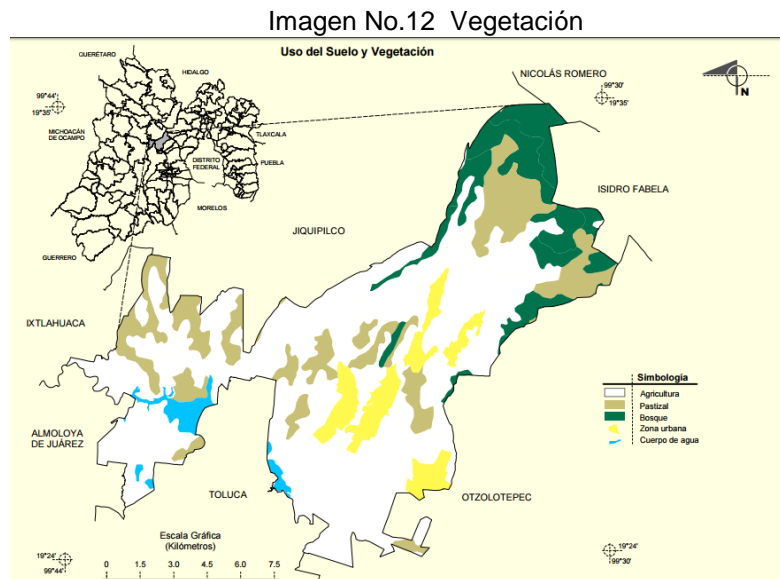 Imagen No.12 Vegetación
Uso del Suelo y Vegetación
QUERÉTARO
HIDALGO
99°44'
19°35'
MICHOACÁN
DE OCAMPO
TLAXCALA
DISTRITO
FEDERAL
PUEBLA
MORELOS
GUERRERO
NICOLÁS ROMERO
N
99°30'
19°35'
ISIDRO FABELA
JIQUIPILCO
IXTLAHUACA
ALMOLOYA
DE JUÁREZ
TOLUCA
OTZOLOTEPEC
Simbologia
Agricultura
Pastizal
Bosque
Zona urbana
Cuerpo de agua
Escala Gráfica
(Kilómetros)
0 1.5 3.0 4.5 6.0 7.5
19°24'
99°44'
19°24'
99°30'